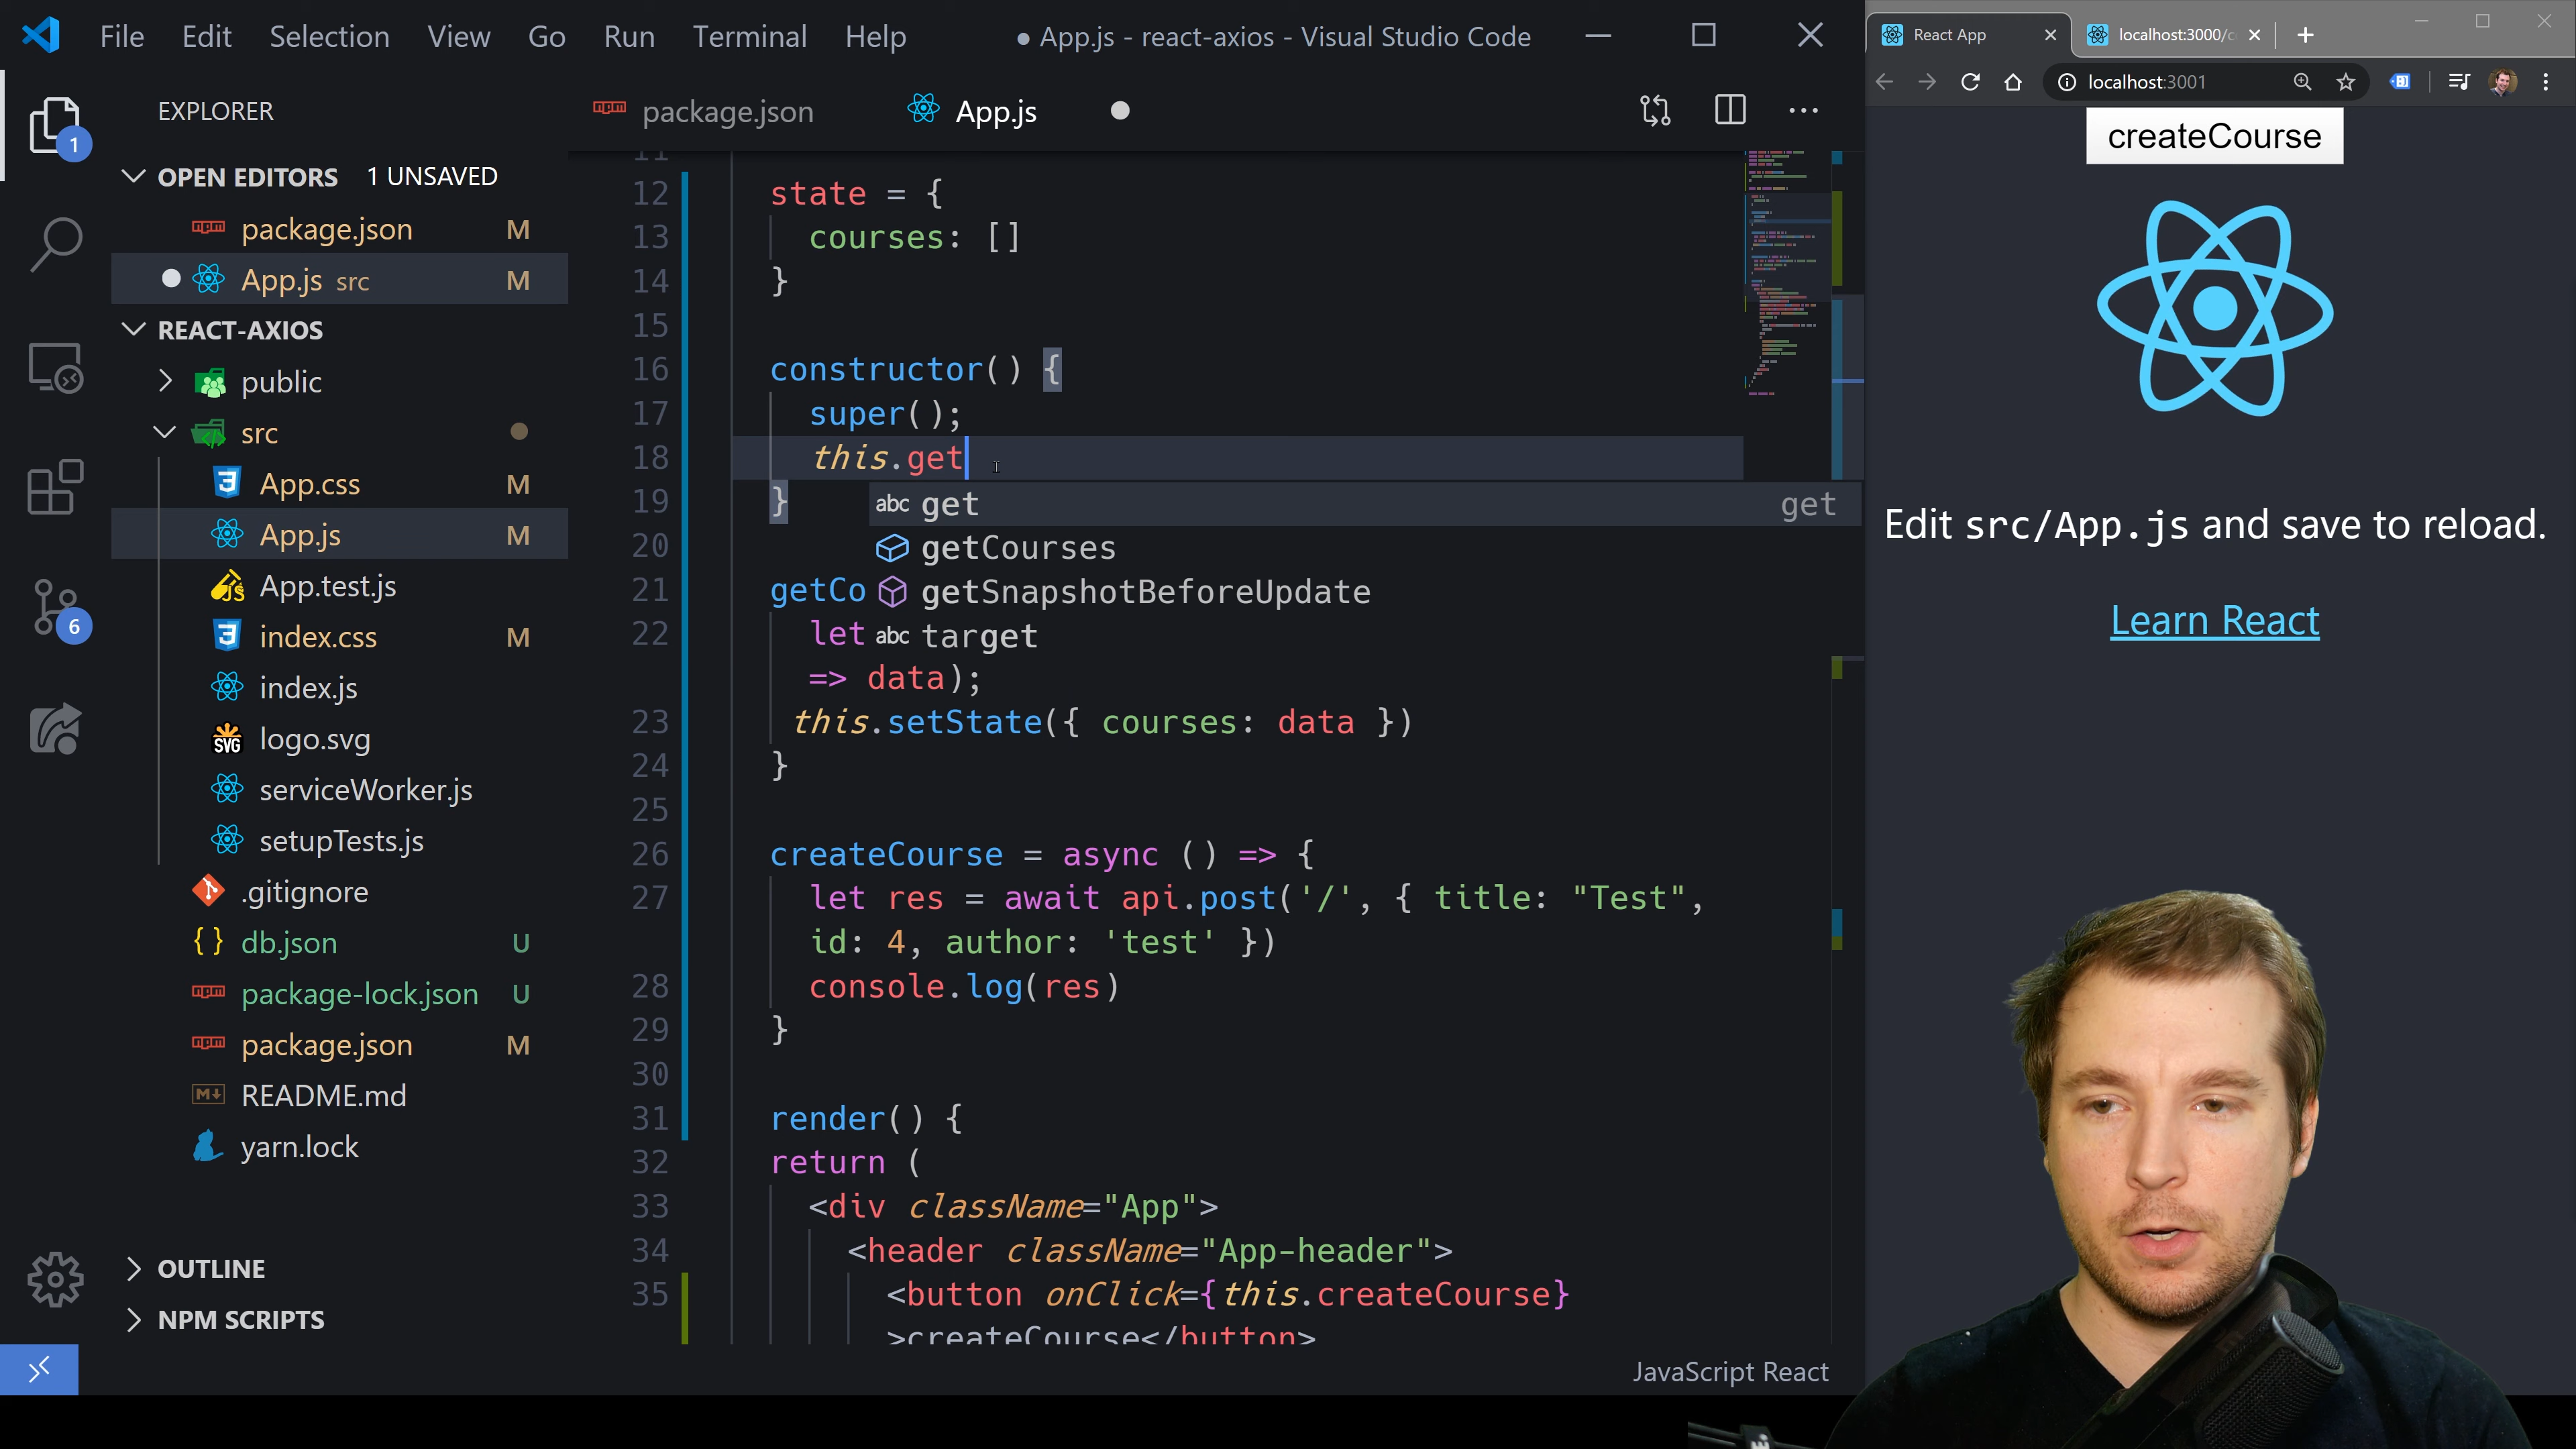 File Edit Selection View Go Run Terminal Help
● App.js - react-axios - Visual Studio Code
EXPLORER
OPEN EDITORS 1 UNSAVED
package.json M
App.js src M
REACT-AXIOS
public
src
App.css M
App.js M
App.test.js
index.css M
index.js
logo.svg
serviceWorker.js
setupTests.js
.gitignore
db.json U
package-lock.json U
package.json M
README.md
yarn.lock
OUTLINE
NPM SCRIPTS
1
6
package.json
App.js
11
12 state = {
13 courses: []
14 }
15
16 constructor() {
17 super();
18 this.get
19 }
20
21 getCo
22 let
=> data);
23 this.setState({ courses: data })
24 }
25
26 createCourse = async () => {
27 let res = await api.post('/', { title: "Test",
id: 4, author: 'test' })
28 console.log(res)
29 }
30
31 render() {
32 return (
33 <div className="App">
34 <header className="App-header">
35 <button onClick={this.createCourse}
>createCourse</button>
abc get get
getCourses
getSnapshotBeforeUpdate
abc target
JavaScript React
React App
localhost:3000/c
localhost:3001
createCourse
Edit src/App.js and save to reload.
Learn React